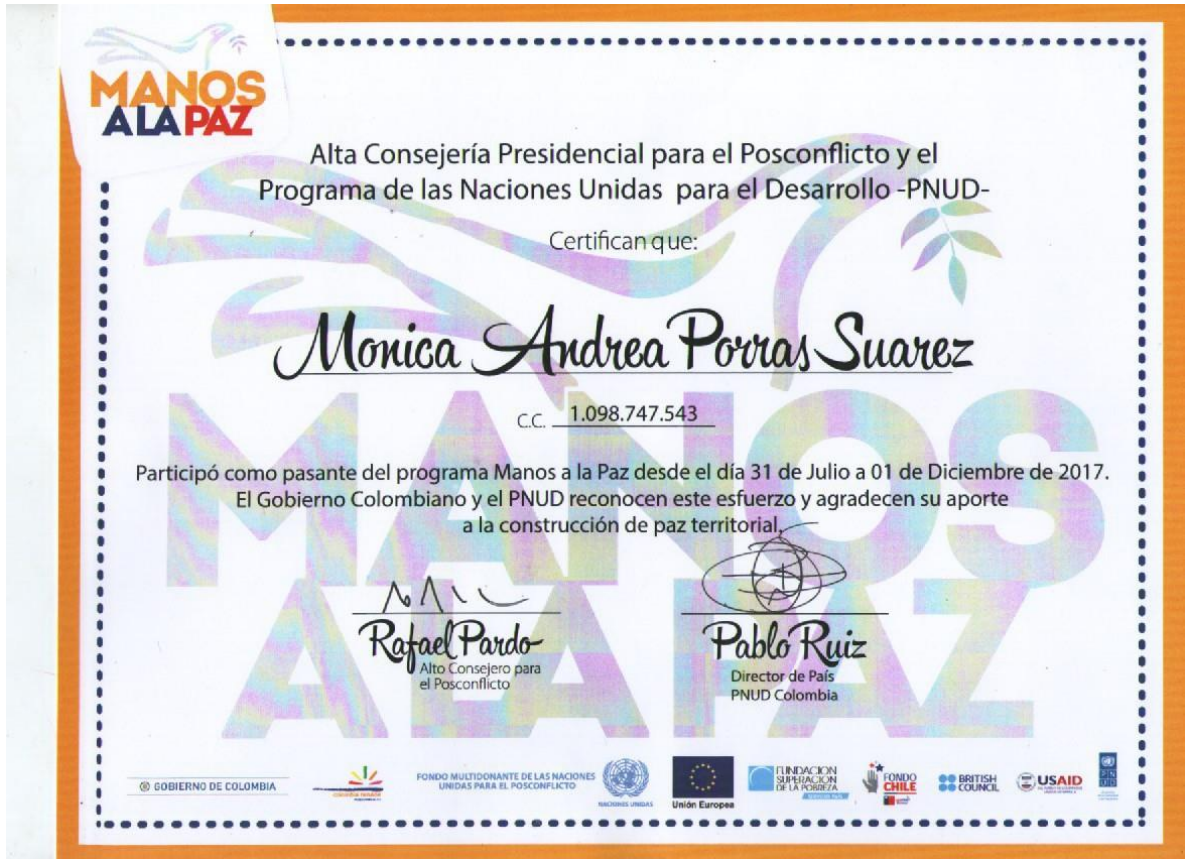 MANOS
A LA PAZ
Alta Consejería Presidencial para el Posconflicto y el
Programa de las Naciones Unidas para el Desarrollo -PNUD-
Certifican que:
Monica Andrea Porras Suarez
C.C. 1.098.747.543
Participó como pasante del programa Manos a la Paz desde el día 31 de Julio a 01 de Diciembre de 2017.
El Gobierno Colombiano y el PNUD reconocen este esfuerzo y agradecen su aporte
a la construcción de paz territorial.
MANOS
A LA PAZ
Rafael Pardo
Alto Consejero para
el Posconflicto
Pablo Ruiz
Director de País
PNUD Colombia
GOBIERNO DE COLOMBIA
FONDO MULTIDONANTE DE LAS NACIONES
UNIDAS PARA EL POSCONFLICTO
NACIONES UNIDAS
Unión Europea
FUNDACION
SUPERACION
DE LA POBREZA
FONDO
CHILE
BRITISH
COUNCIL
USAID